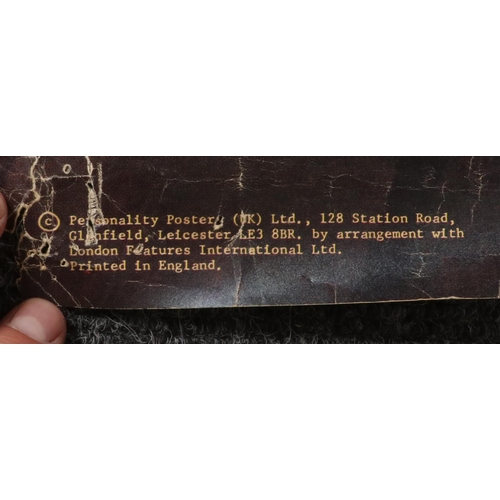 © Personality Posters (UK) Ltd., 128 Station Road,
Glenfield, Leicester LE3 8BR. by arrangement with
London Features International Ltd.
Printed in England.